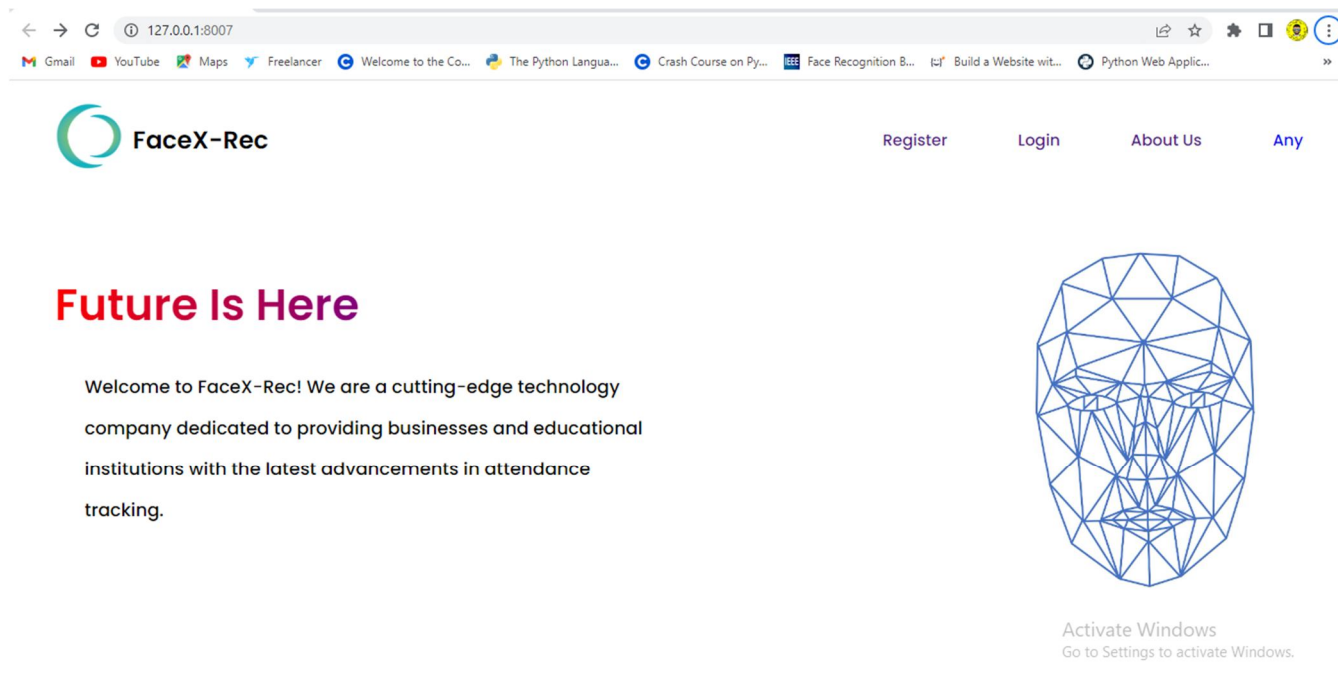 127.0.0.1:8007
Gmail YouTube Maps Freelancer Welcome to the Co... The Python Langua... Crash Course on Py... IEEE Face Recognition B... Build a Website wit... Python Web Applic... »
FaceX-Rec Register Login About Us Any
Future Is Here
Welcome to FaceX-Rec! We are a cutting-edge technology
company dedicated to providing businesses and educational
institutions with the latest advancements in attendance
tracking.
Activate Windows
Go to Settings to activate Windows.